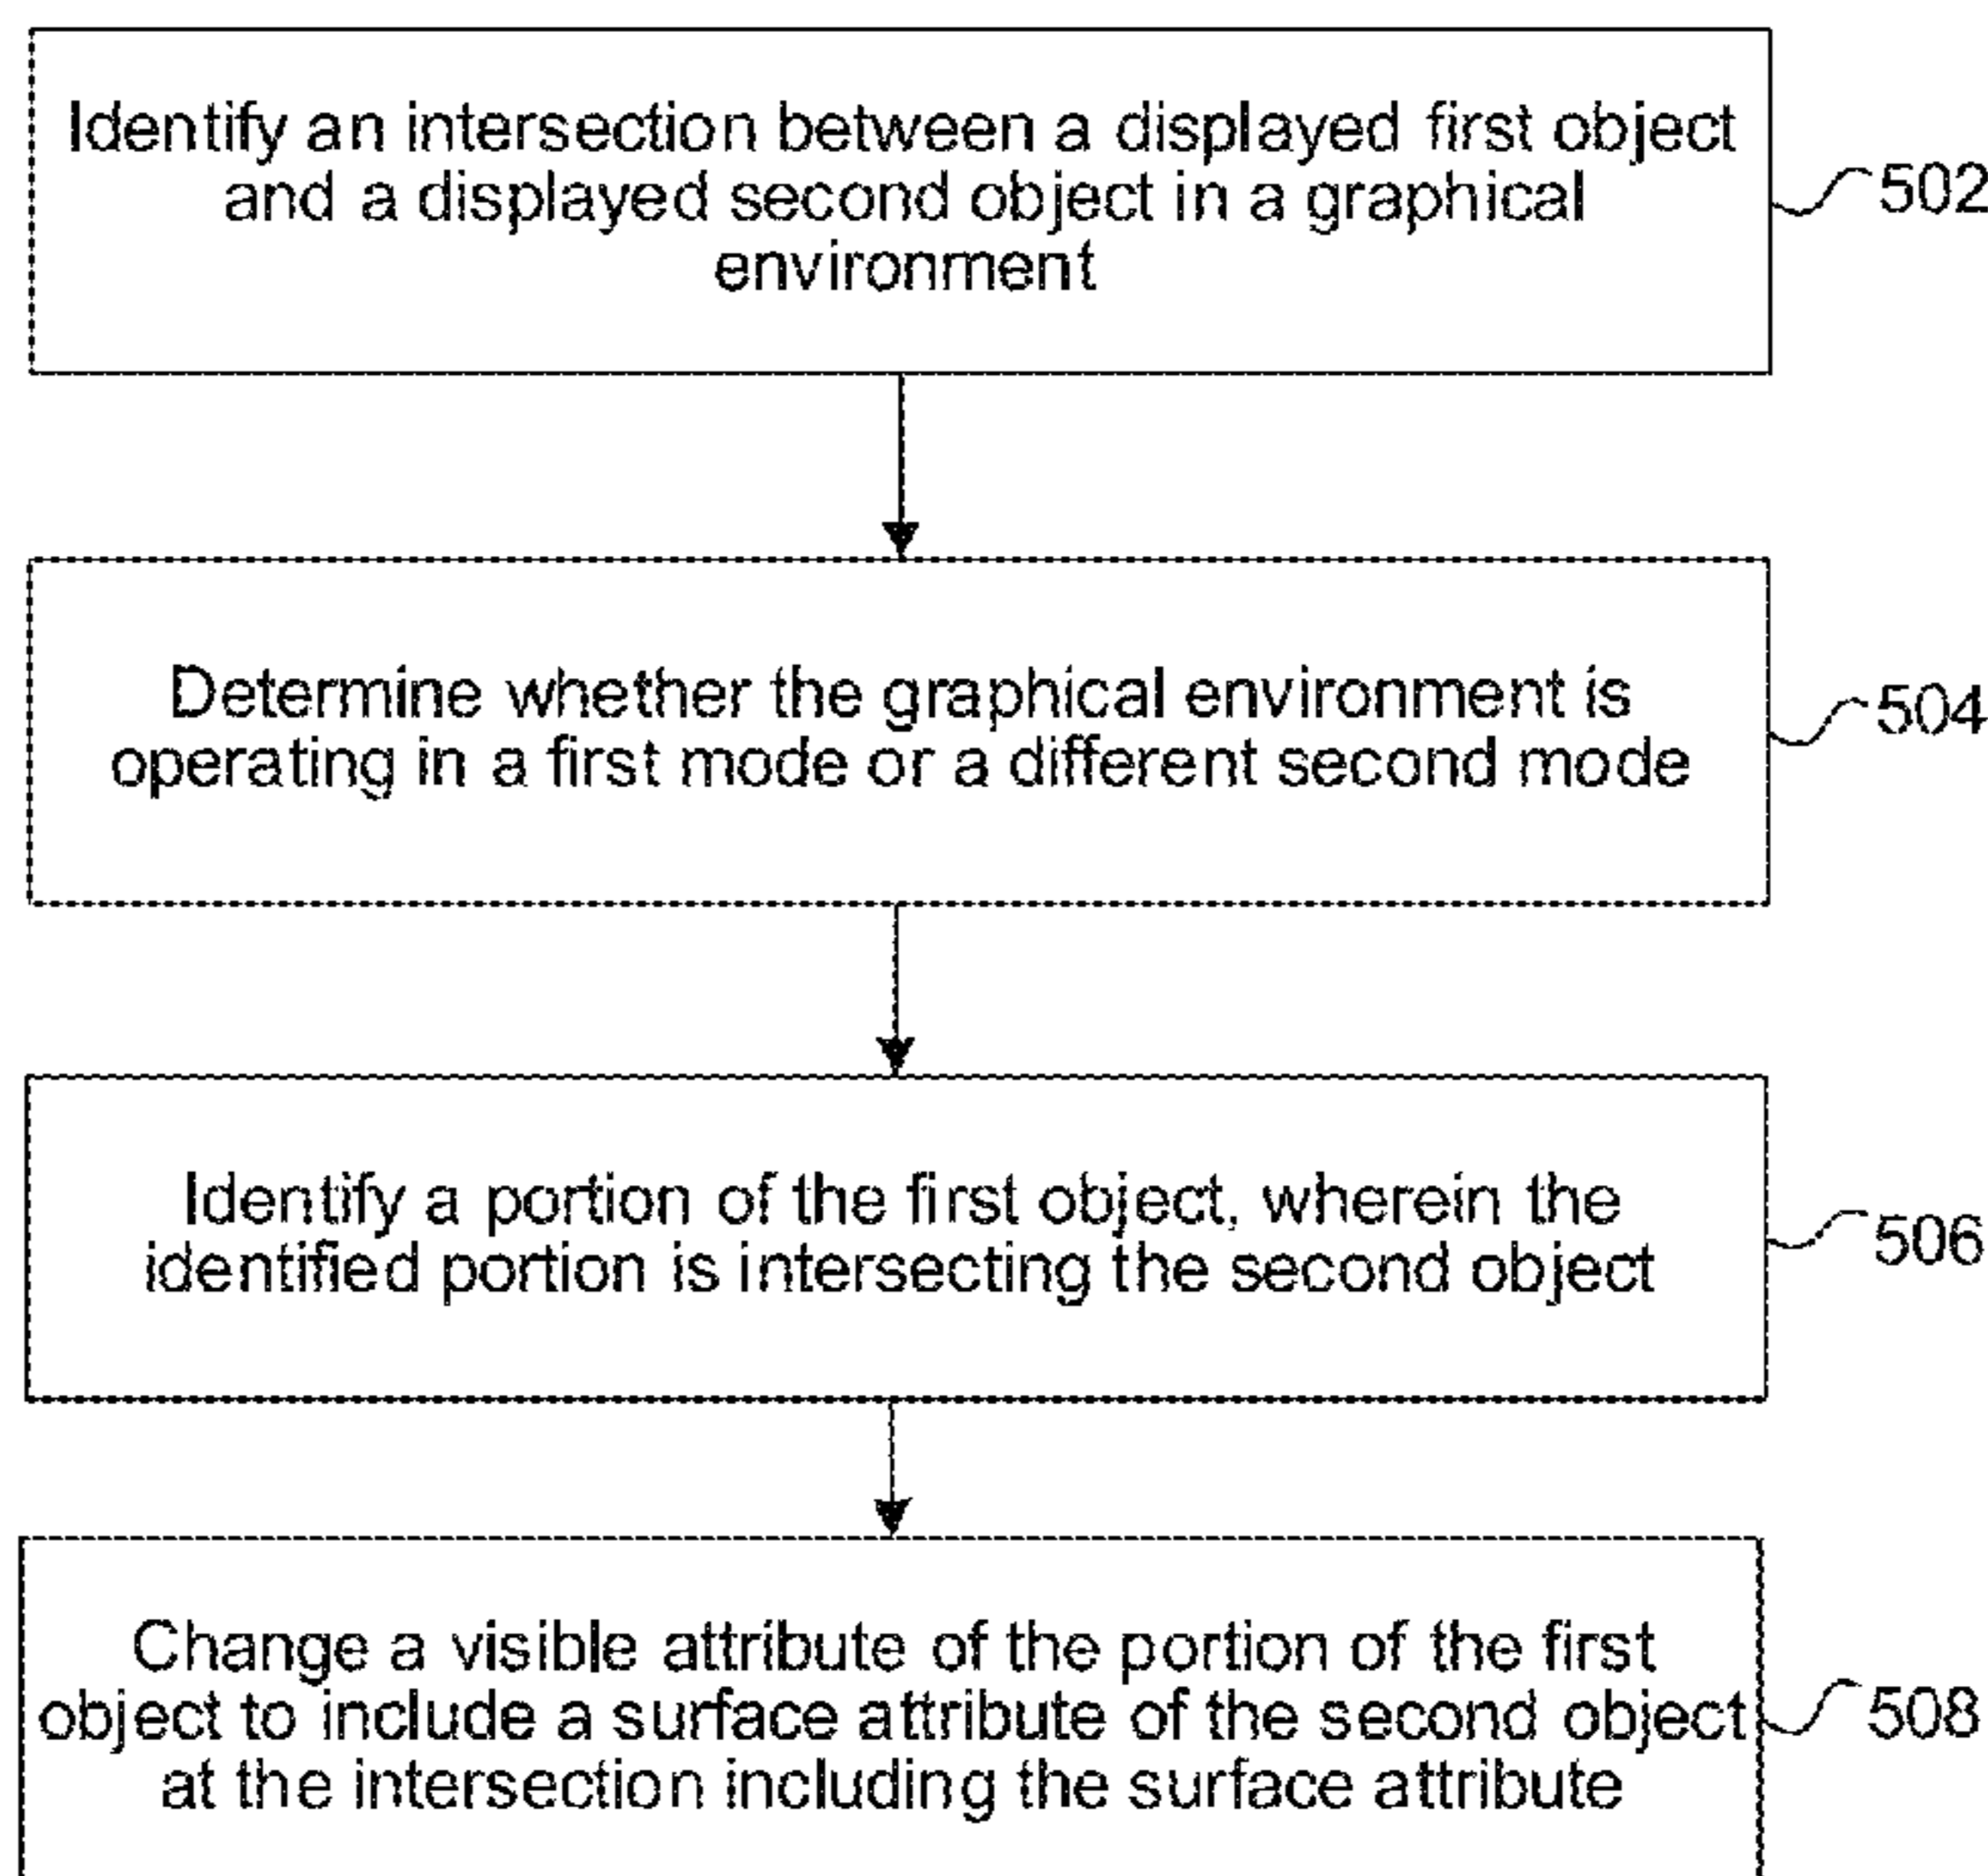 Identify an intersection between a displayed first object
and a displayed second object in a graphical
environment
502
Determine whether the graphical environment is
operating in a first mode or a different second mode
504
Identify a portion of the first object, wherein the
identified portion is intersecting the second object
506
Change a visible attribute of the portion of the first
object to include a surface attribute of the second object
at the intersection including the surface attribute
508